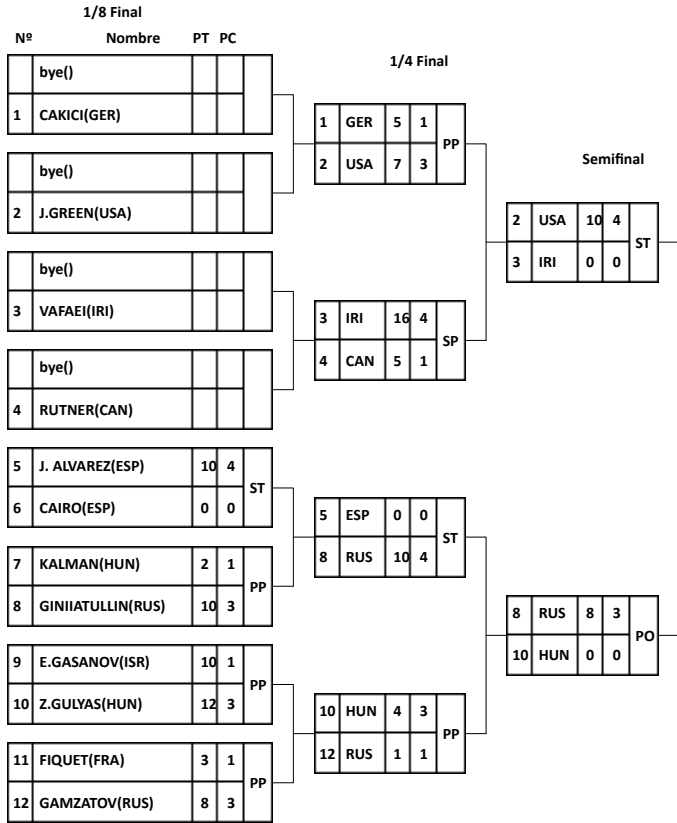 1/8 Final
Nº Nombre PT PC
bye()
1 CAKICI(GER)
bye()
2 J.GREEN(USA)
bye()
3 VAFAEI(IRI)
bye()
4 RUTNER(CAN)
5 J. ALVAREZ(ESP) 10 4
ST
6 CAIRO(ESP) 0 0
7 KALMAN(HUN) 2 1
PP
8 GINIIATULLIN(RUS) 10 3
9 E.GASANOV(ISR) 10 1
PP
10 Z.GULYAS(HUN) 12 3
11 FIQUET(FRA) 3 1
PP
12 GAMZATOV(RUS) 8 3
1/4 Final
1 GER 5 1
PP
2 USA 7 3
3 IRI 16 4
SP
4 CAN 5 1
5 ESP 0 0
ST
8 RUS 10 4
10 HUN 4 3
PP
12 RUS 1 1
Semifinal
2 USA 10 4
ST
3 IRI 0 0
8 RUS 8 3
PO
10 HUN 0 0